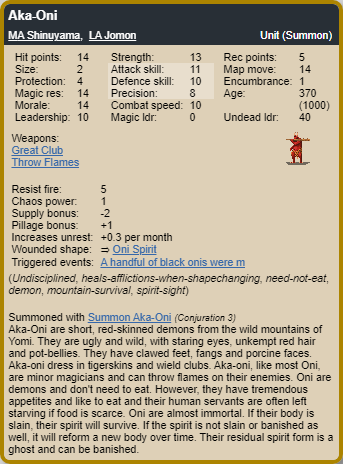 Aka-Oni
MA Shinuyama, LA Jomon Unit (Summon)
Hit points: 14 Strength: 13 Rec points: 5
Size: 2 Attack skill: 11 Map move: 14
Protection: 4 Defence skill: 10 Encumbrance: 1
Magic res: 14 Precision: 8 Age: 370
Morale: 14 Combat speed: 10 (1000)
Leadership: 10 Magic ldr: 0 Undead ldr: 40
Weapons:
Great Club
Throw Flames
Resist fire: 5
Chaos power: 1
Supply bonus: -2
Pillage bonus: +1
Increases unrest: +0.3 per month
Wounded shape: ⇒ Oni Spirit
Triggered events: A handful of black onis were m
(Undisciplined, heals-afflictions-when-shapechanging, need-not-eat,
demon, mountain-survival, spirit-sight)
Summoned with Summon Aka-Oni (Conjuration 3)
Aka-Oni are short, red-skinned demons from the wild mountains of
Yomi. They are ugly and wild, with staring eyes, unkempt red hair
and pot-bellies. They have clawed feet, fangs and porcine faces.
Aka-oni dress in tigerskins and wield clubs. Aka-oni, like most Oni,
are minor magicians and can throw flames on their enemies. Oni are
demons and don't need to eat. However, they have tremendous
appetites and like to eat and their human servants are often left
starving if food is scarce. Oni are almost immortal. If their body is
slain, their spirit will survive. If the spirit is not slain or banished as
well, it will reform a new body over time. Their residual spirit form is a
ghost and can be banished.